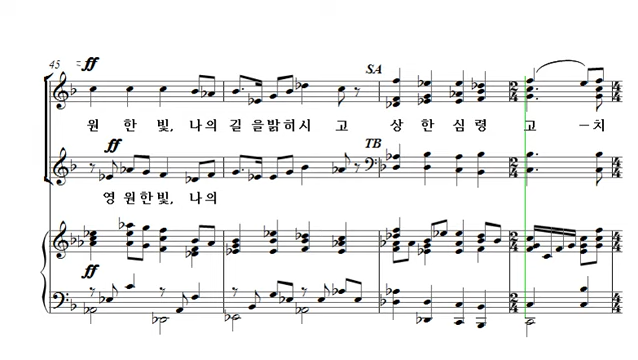 45 ff SA
원 한 빛, 나의 길 을밝히시 고 상 한 심 령 고 ㅡ치
ff TB
영 원한빛, 나의
ff